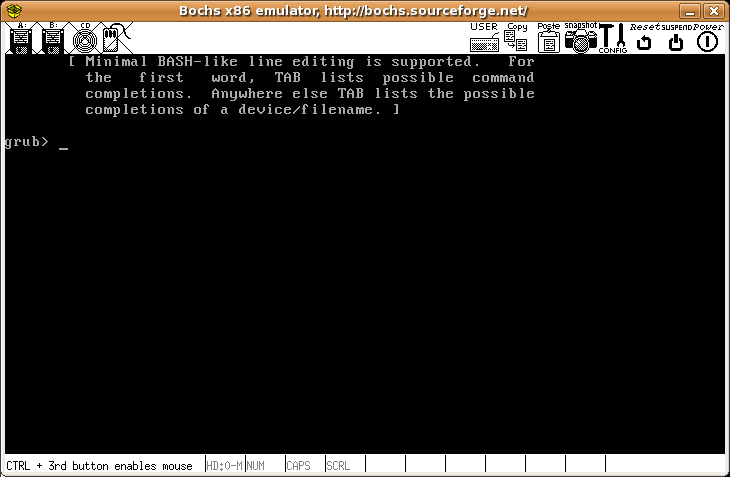 Bochs x86 emulator, http://bochs.sourceforge.net/
A: B: CD USER Copy Paste snapshot CONFIG Reset SUSPEND Power
[ Minimal BASH-like line editing is supported. For
the first word, TAB lists possible command
completions. Anywhere else TAB lists the possible
completions of a device/filename. ]
grub> _
CTRL + 3rd button enables mouse HD:0-M NUM CAPS SCRL